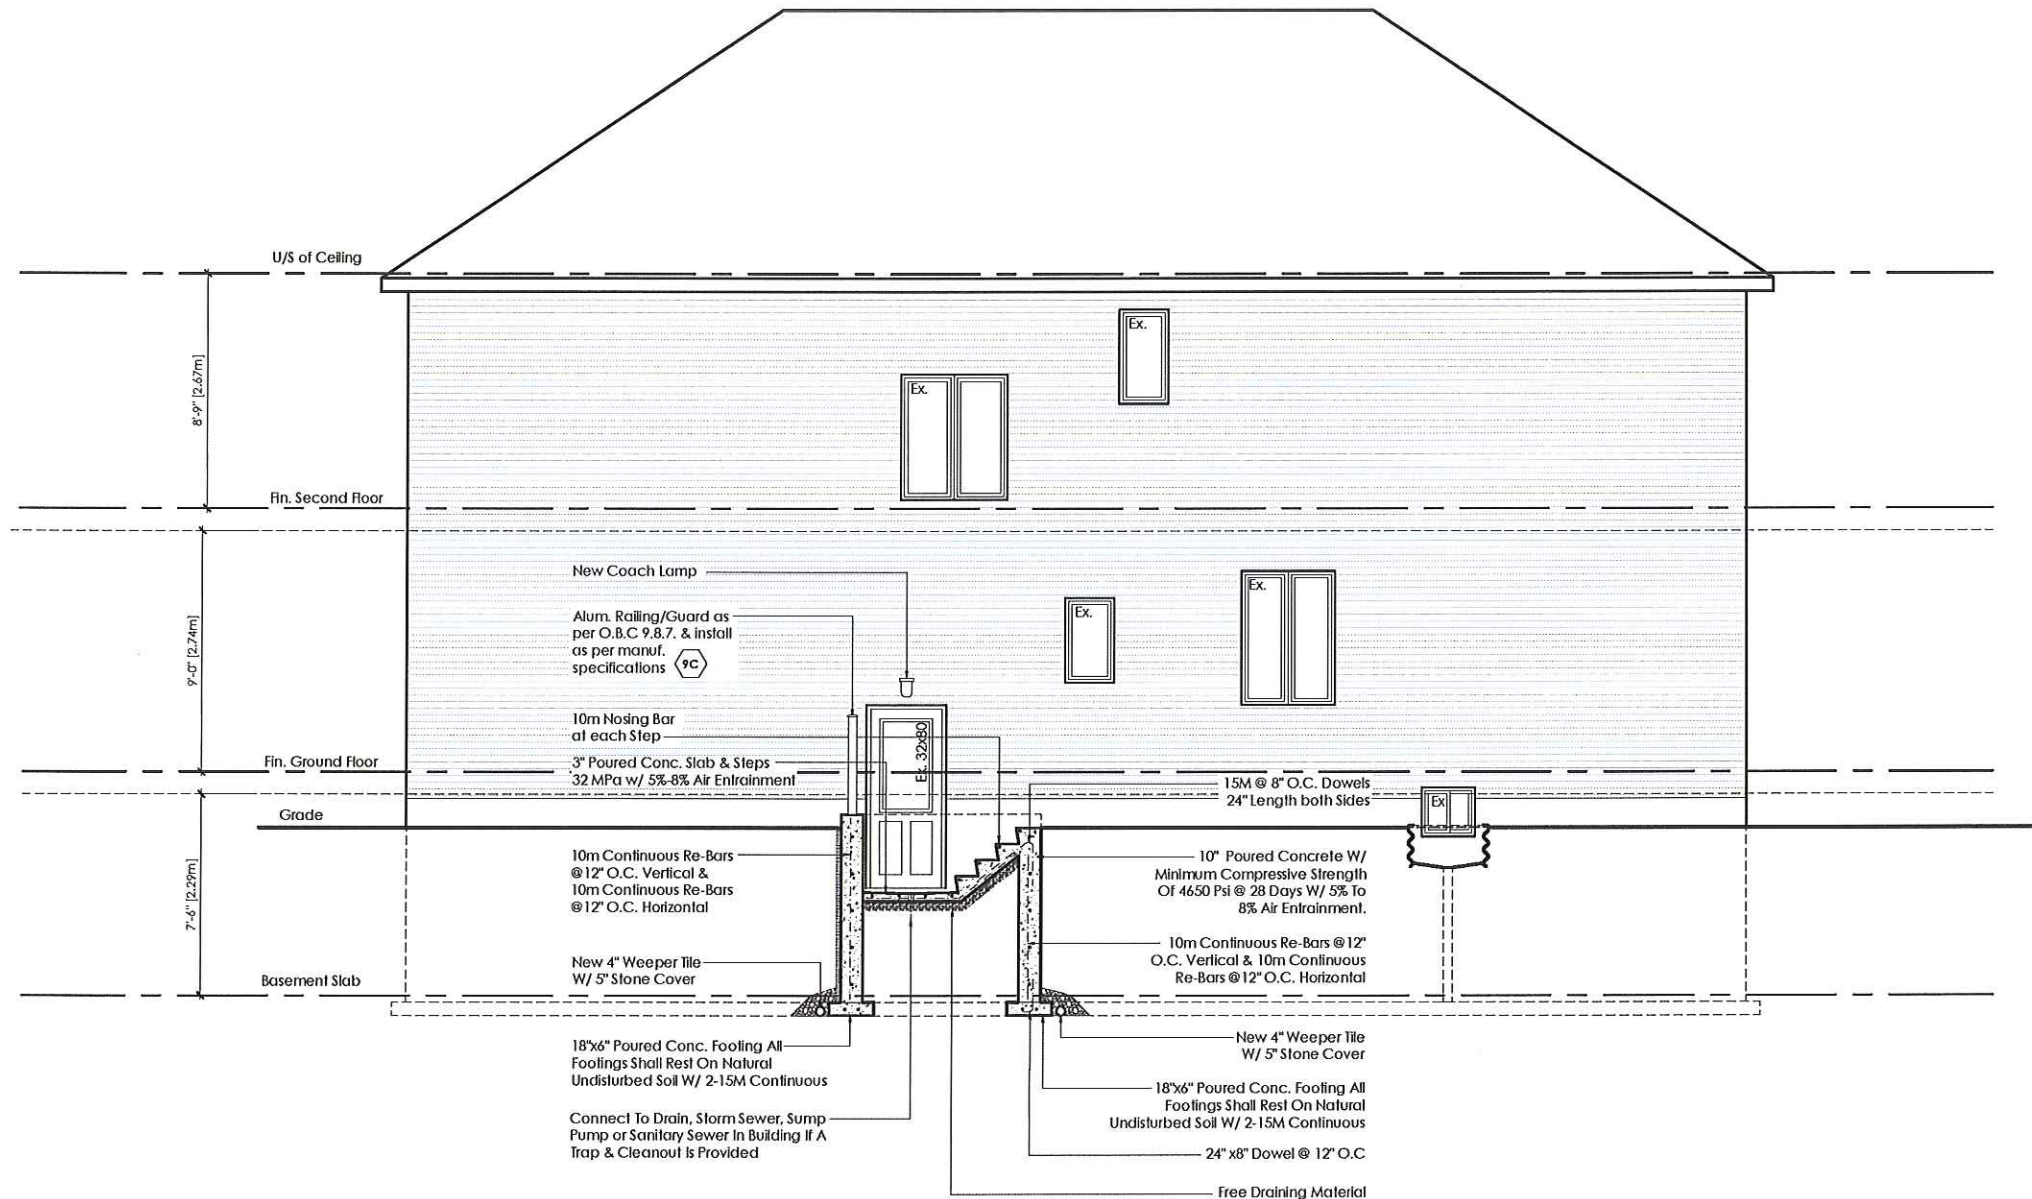 U/S of Ceiling
8'-9" [2.67m]
Ex.
Ex.
Fin. Second Floor
9'-0" [2.74m]
New Coach Lamp
Alum. Railing/Guard as
per O.B.C 9.8.7. & install
as per manuf.
specifications
9C
Ex.
Ex.
10m Nosing Bar
at each Step
Ex. 32x80
Fin. Ground Floor
3" Poured Conc. Slab & Steps
32 MPa w/ 5%-8% Air Entrainment
15M @ 8" O.C. Dowels
24" Length both Sides
Ex
Grade
7'-6" [2.29m]
10m Continuous Re-Bars
@12" O.C. Vertical &
10m Continuous Re-Bars
@12" O.C. Horizontal
10" Poured Concrete W/
Minimum Compressive Strength
Of 4650 Psi @ 28 Days W/ 5% To
8% Air Entrainment.
10m Continuous Re-Bars @12"
O.C. Vertical & 10m Continuous
Re-Bars @12" O.C. Horizontal
New 4" Weeper Tile
W/ 5" Stone Cover
Basement Slab
18"x6" Poured Conc. Footing All
Footings Shall Rest On Natural
Undisturbed Soil W/ 2-15M Continuous
New 4" Weeper Tile
W/ 5" Stone Cover
18"x6" Poured Conc. Footing All
Footings Shall Rest On Natural
Undisturbed Soil W/ 2-15M Continuous
Connect To Drain, Storm Sewer, Sump
Pump or Sanitary Sewer In Building If A
Trap & Cleanout Is Provided
24" x8" Dowel @ 12" O.C
Free Draining Material